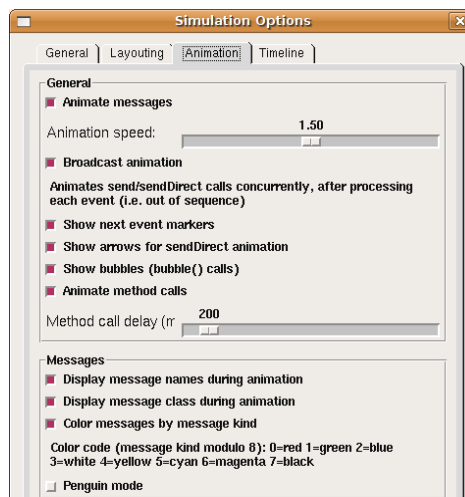 Simulation Options
General
Layouting
Animation
Timeline
General
Animate messages
1.50
Animation speed:
Broadcast animation
Animates send/sendDirect calls concurrently, after processing
each event (i.e. out of sequence)
Show next event markers
Show arrows for sendDirect animation
Show bubbles (bubble() calls)
Animate method calls
200
Method call delay (m
Messages
Display message names during animation
Display message class during animation
Color messages by message kind
Color code (message kind modulo 8): 0=red 1=green 2=blue
3=white 4=yellow 5=cyan 6=magenta 7=black
Penguin mode